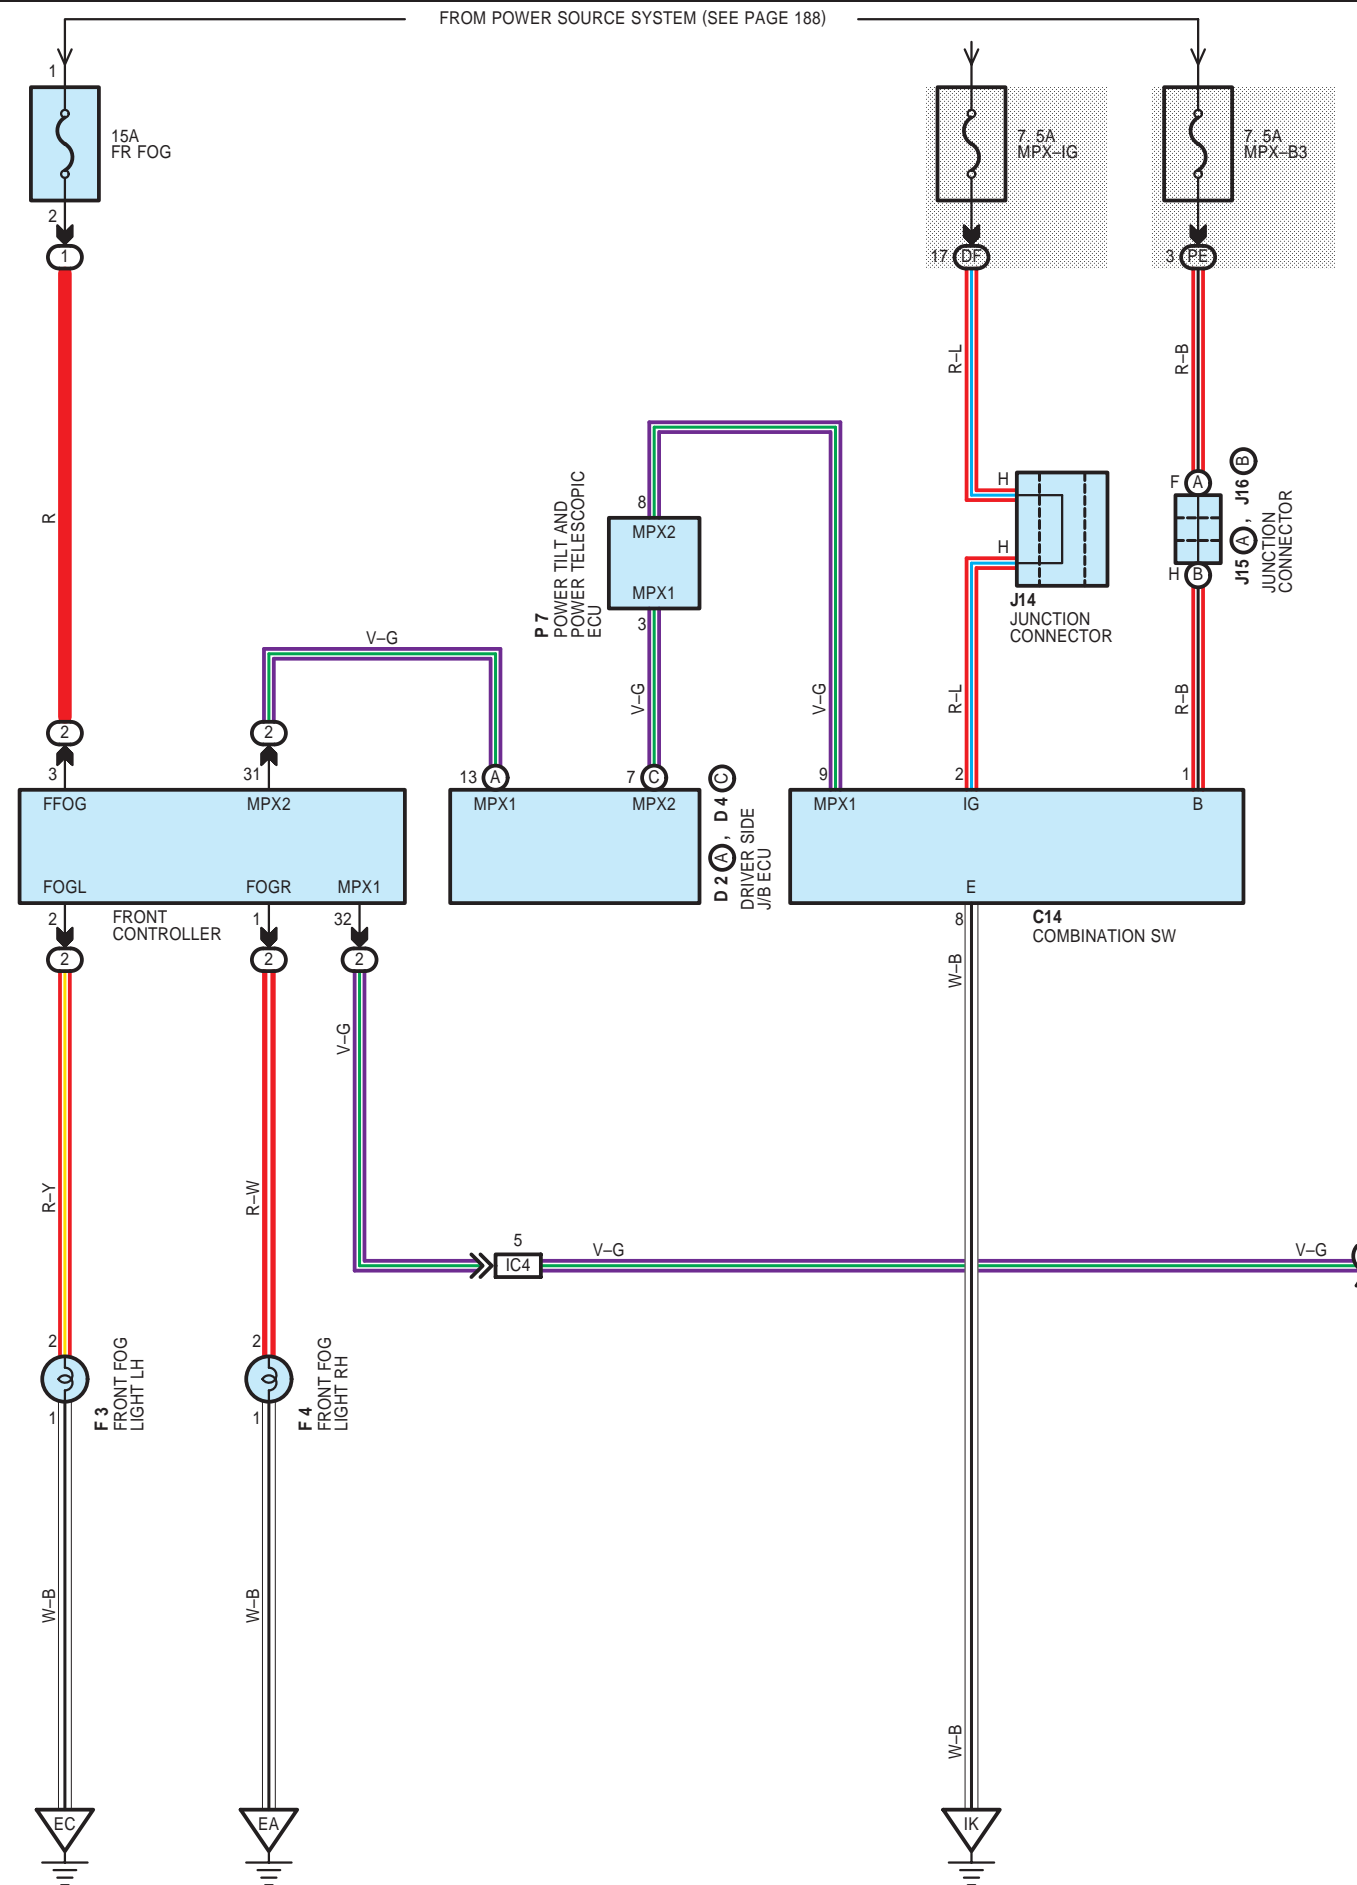 FROM POWER SOURCE SYSTEM (SEE PAGE 188)
1
15A
FR FOG
7. 5A
MPX–IG
7. 5A
MPX–B3
2
1
17 DF
3 PE
R
R–L
R–B
8
MPX2
MPX1
3
P 7
POWER TILT AND
POWER TELESCOPIC
ECU
H
H
J14
JUNCTION
CONNECTOR
F A
H B
J15 A , J16 B
JUNCTION
CONNECTOR
V–G
V–G
V–G
R–L
R–B
2
2
3
31
13 A
7 C
9
2
1
FFOG
MPX2
FOGL
FOGR
MPX1
FRONT
CONTROLLER
MPX1
MPX2
D 2 A , D 4 C
DRIVER SIDE
J/B ECU
MPX1
IG
B
E
C14
COMBINATION SW
2
1
32
8
2
2
2
V–G
W–B
R–Y
R–W
5
IC4
V–G
V–G
2
1
F 3
FRONT FOG
LIGHT LH
2
1
F 4
FRONT FOG
LIGHT RH
W–B
W–B
W–B
EC
EA
IK